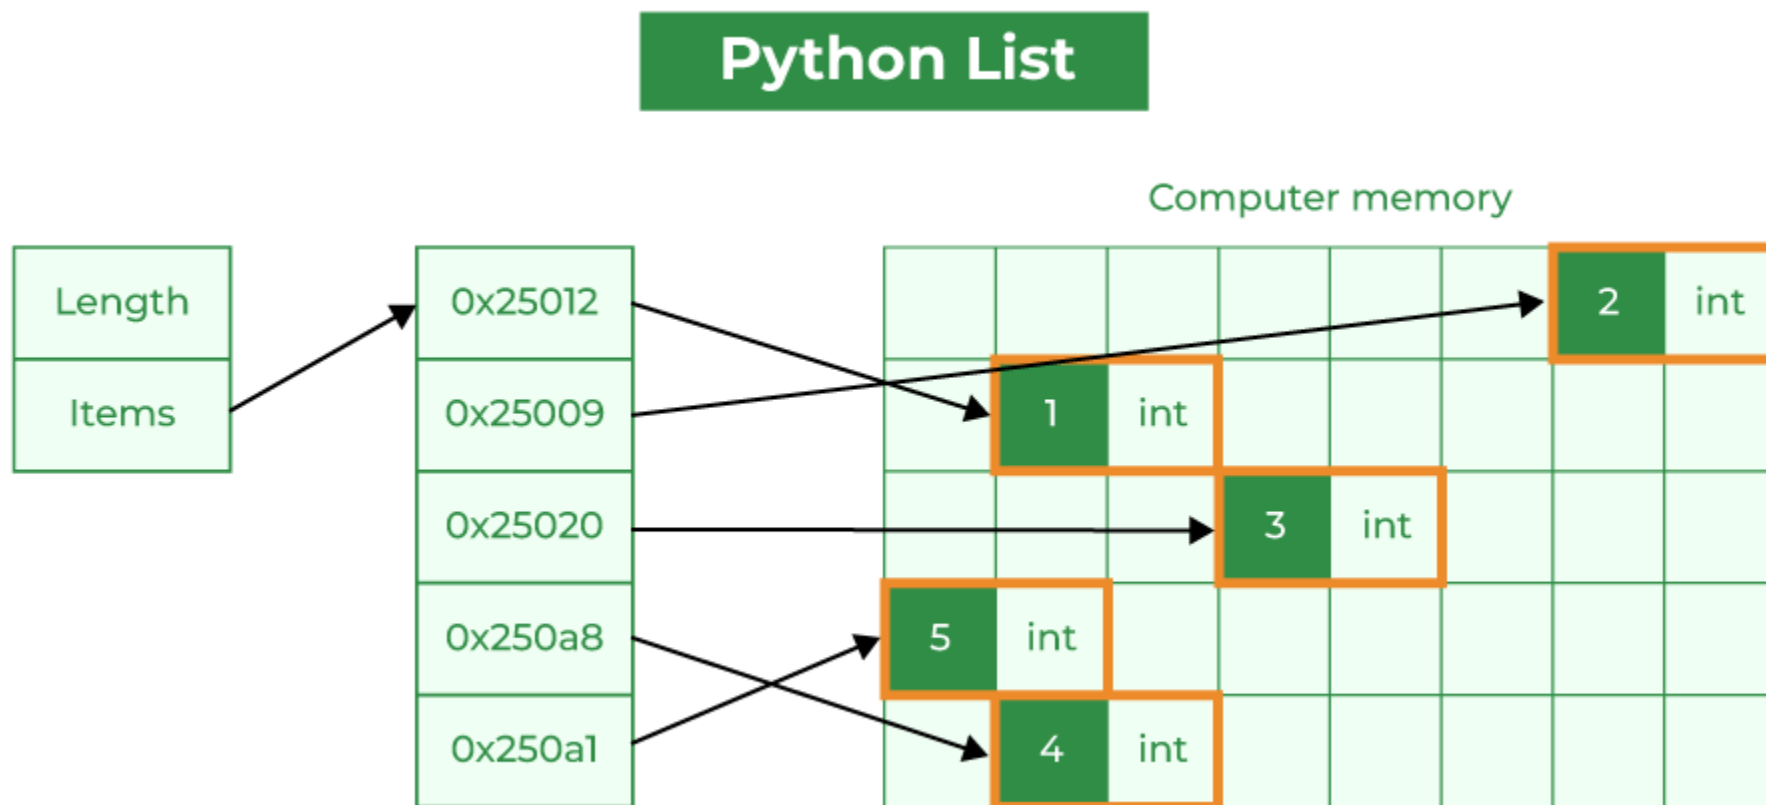 Python List
Computer memory
Length
0x25012
2 int
Items
0x25009
1 int
0x25020
3 int
0x250a8
5 int
0x250a1
4 int